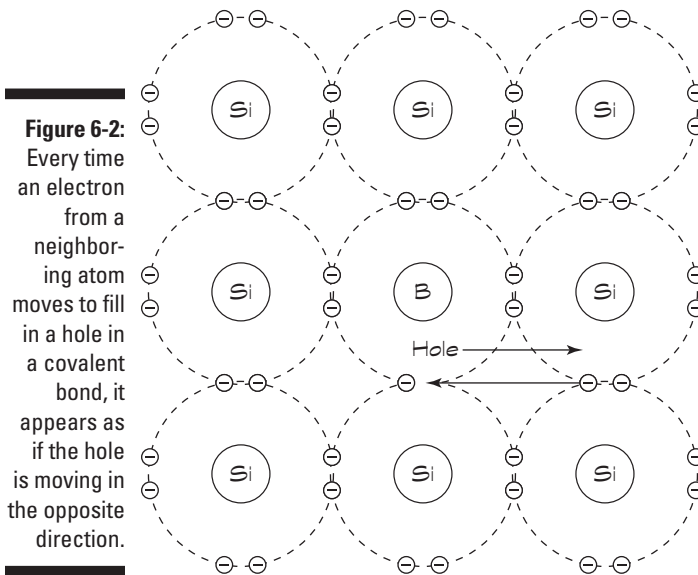 Figure 6-2:
Every time
an electron
from a
neighbor-
ing atom
moves to fill
in a hole in
a covalent
bond, it
appears as
if the hole
is moving in
the opposite
direction.
Si Si Si
Si B Si
Hole
Si Si Si